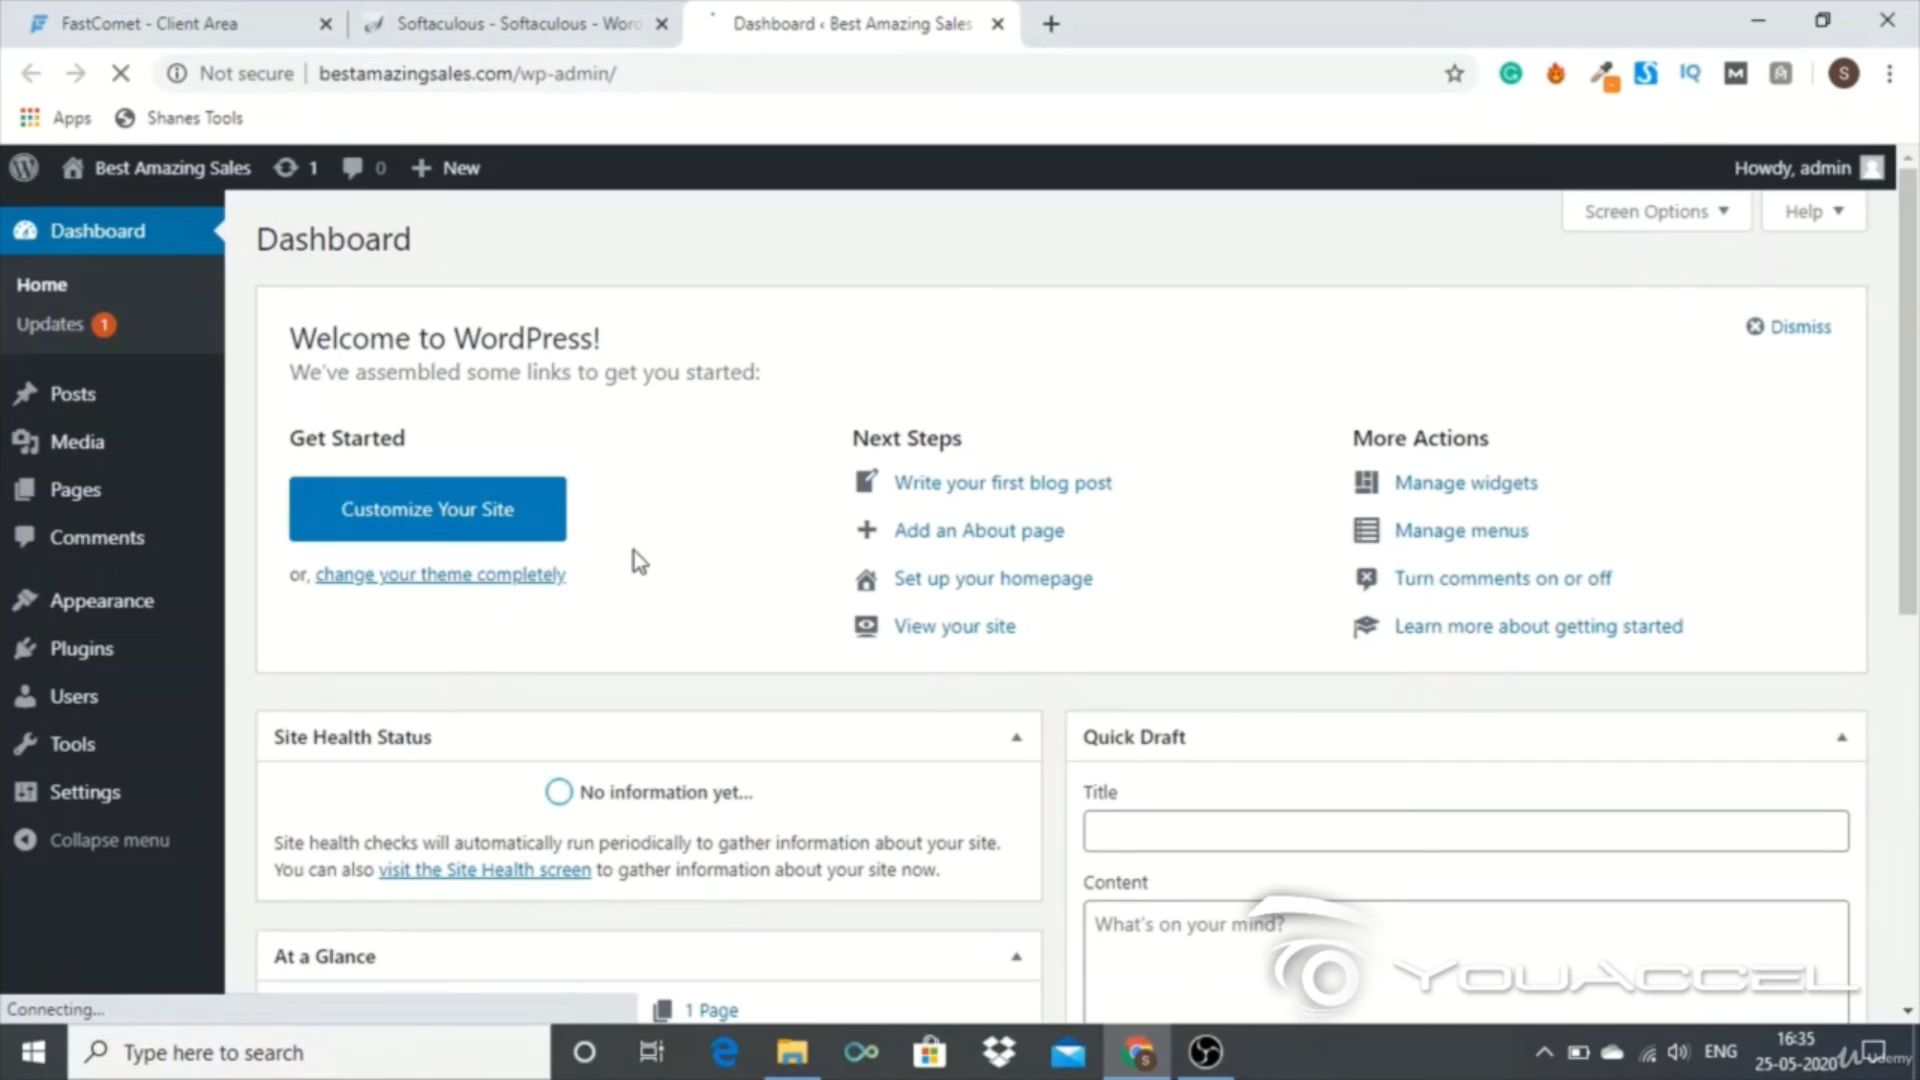 FastComet - Client Area
Softaculous - Softaculous - Word
Dashboard ‹ Best Amazing Sales
Not secure
bestamazingsales.com/wp-admin/
IQ
M
S
Apps
Shanes Tools
Best Amazing Sales
1
0
New
Howdy, admin
Dashboard
Home
Updates 1
Posts
Media
Pages
Comments
Appearance
Plugins
Users
Tools
Settings
Collapse menu
Screen Options
Help
Dashboard
Welcome to WordPress!
We've assembled some links to get you started:
Dismiss
Get Started
Customize Your Site
or, change your theme completely
Next Steps
Write your first blog post
Add an About page
Set up your homepage
View your site
More Actions
Manage widgets
Manage menus
Turn comments on or off
Learn more about getting started
Site Health Status
No information yet...
Site health checks will automatically run periodically to gather information about your site.
You can also visit the Site Health screen to gather information about your site now.
At a Glance
1 Page
Quick Draft
Title
Content
What's on your mind?
YOUACCEL
Connecting...
Type here to search
ENG
16:35
25-05-2020
Udemy